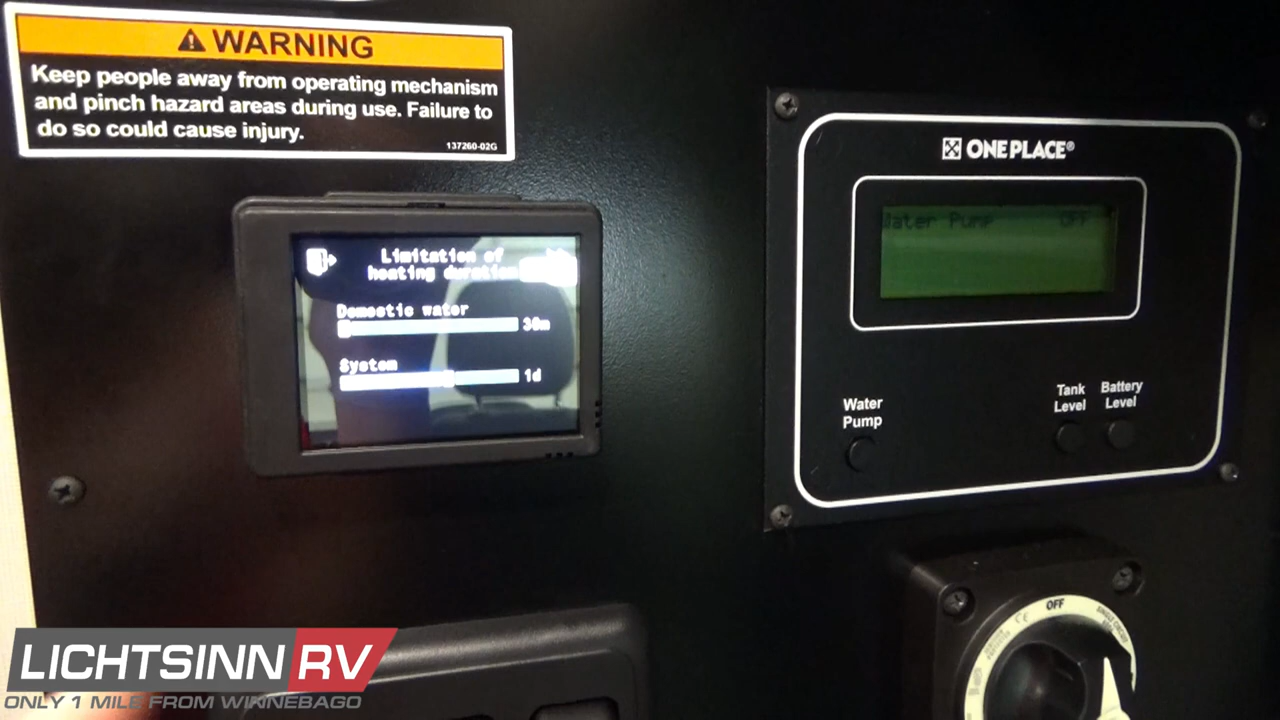 WARNING
Keep people away from operating mechanism
and pinch hazard areas during use. Failure to
do so could cause injury.
137260-02G
Limitation of
heating duration
Domestic water
30m
System
1d
ONE PLACE®
Water Pump OFF
Water
Pump
Tank
Level
Battery
Level
OFF
LICHTSINN RV
ONLY 1 MILE FROM WINNEBAGO